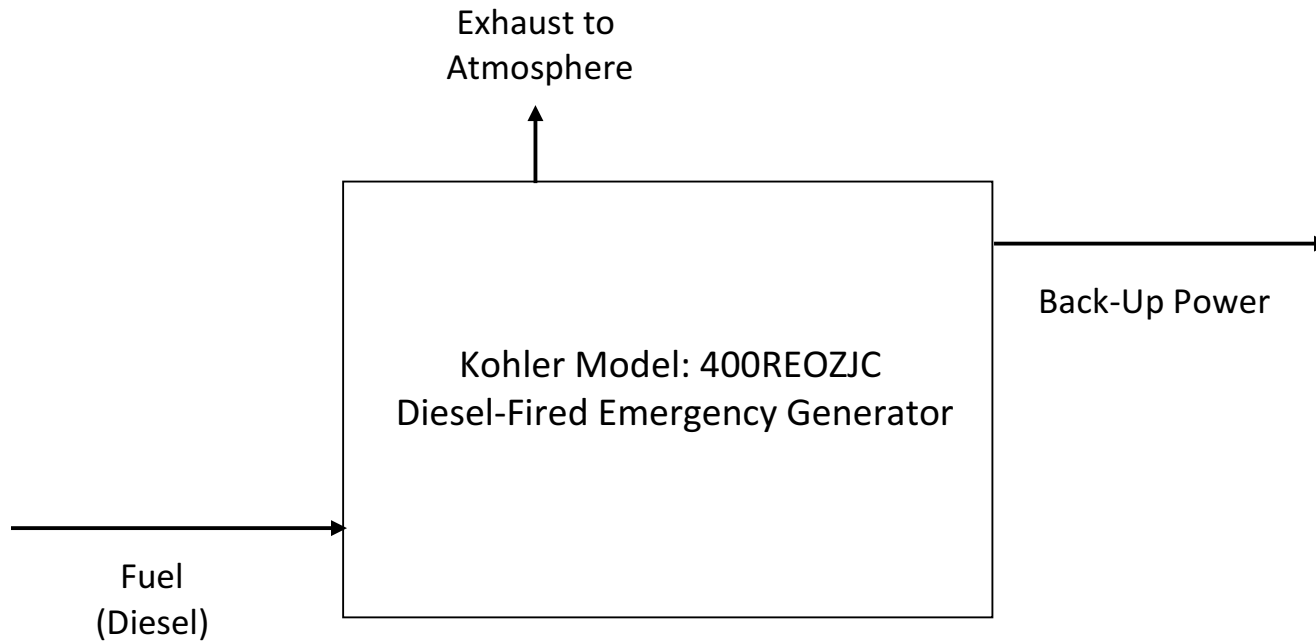 Exhaust to
Atmosphere
Back-Up Power
Kohler Model: 400REOZJC
Diesel-Fired Emergency Generator
Fuel
(Diesel)